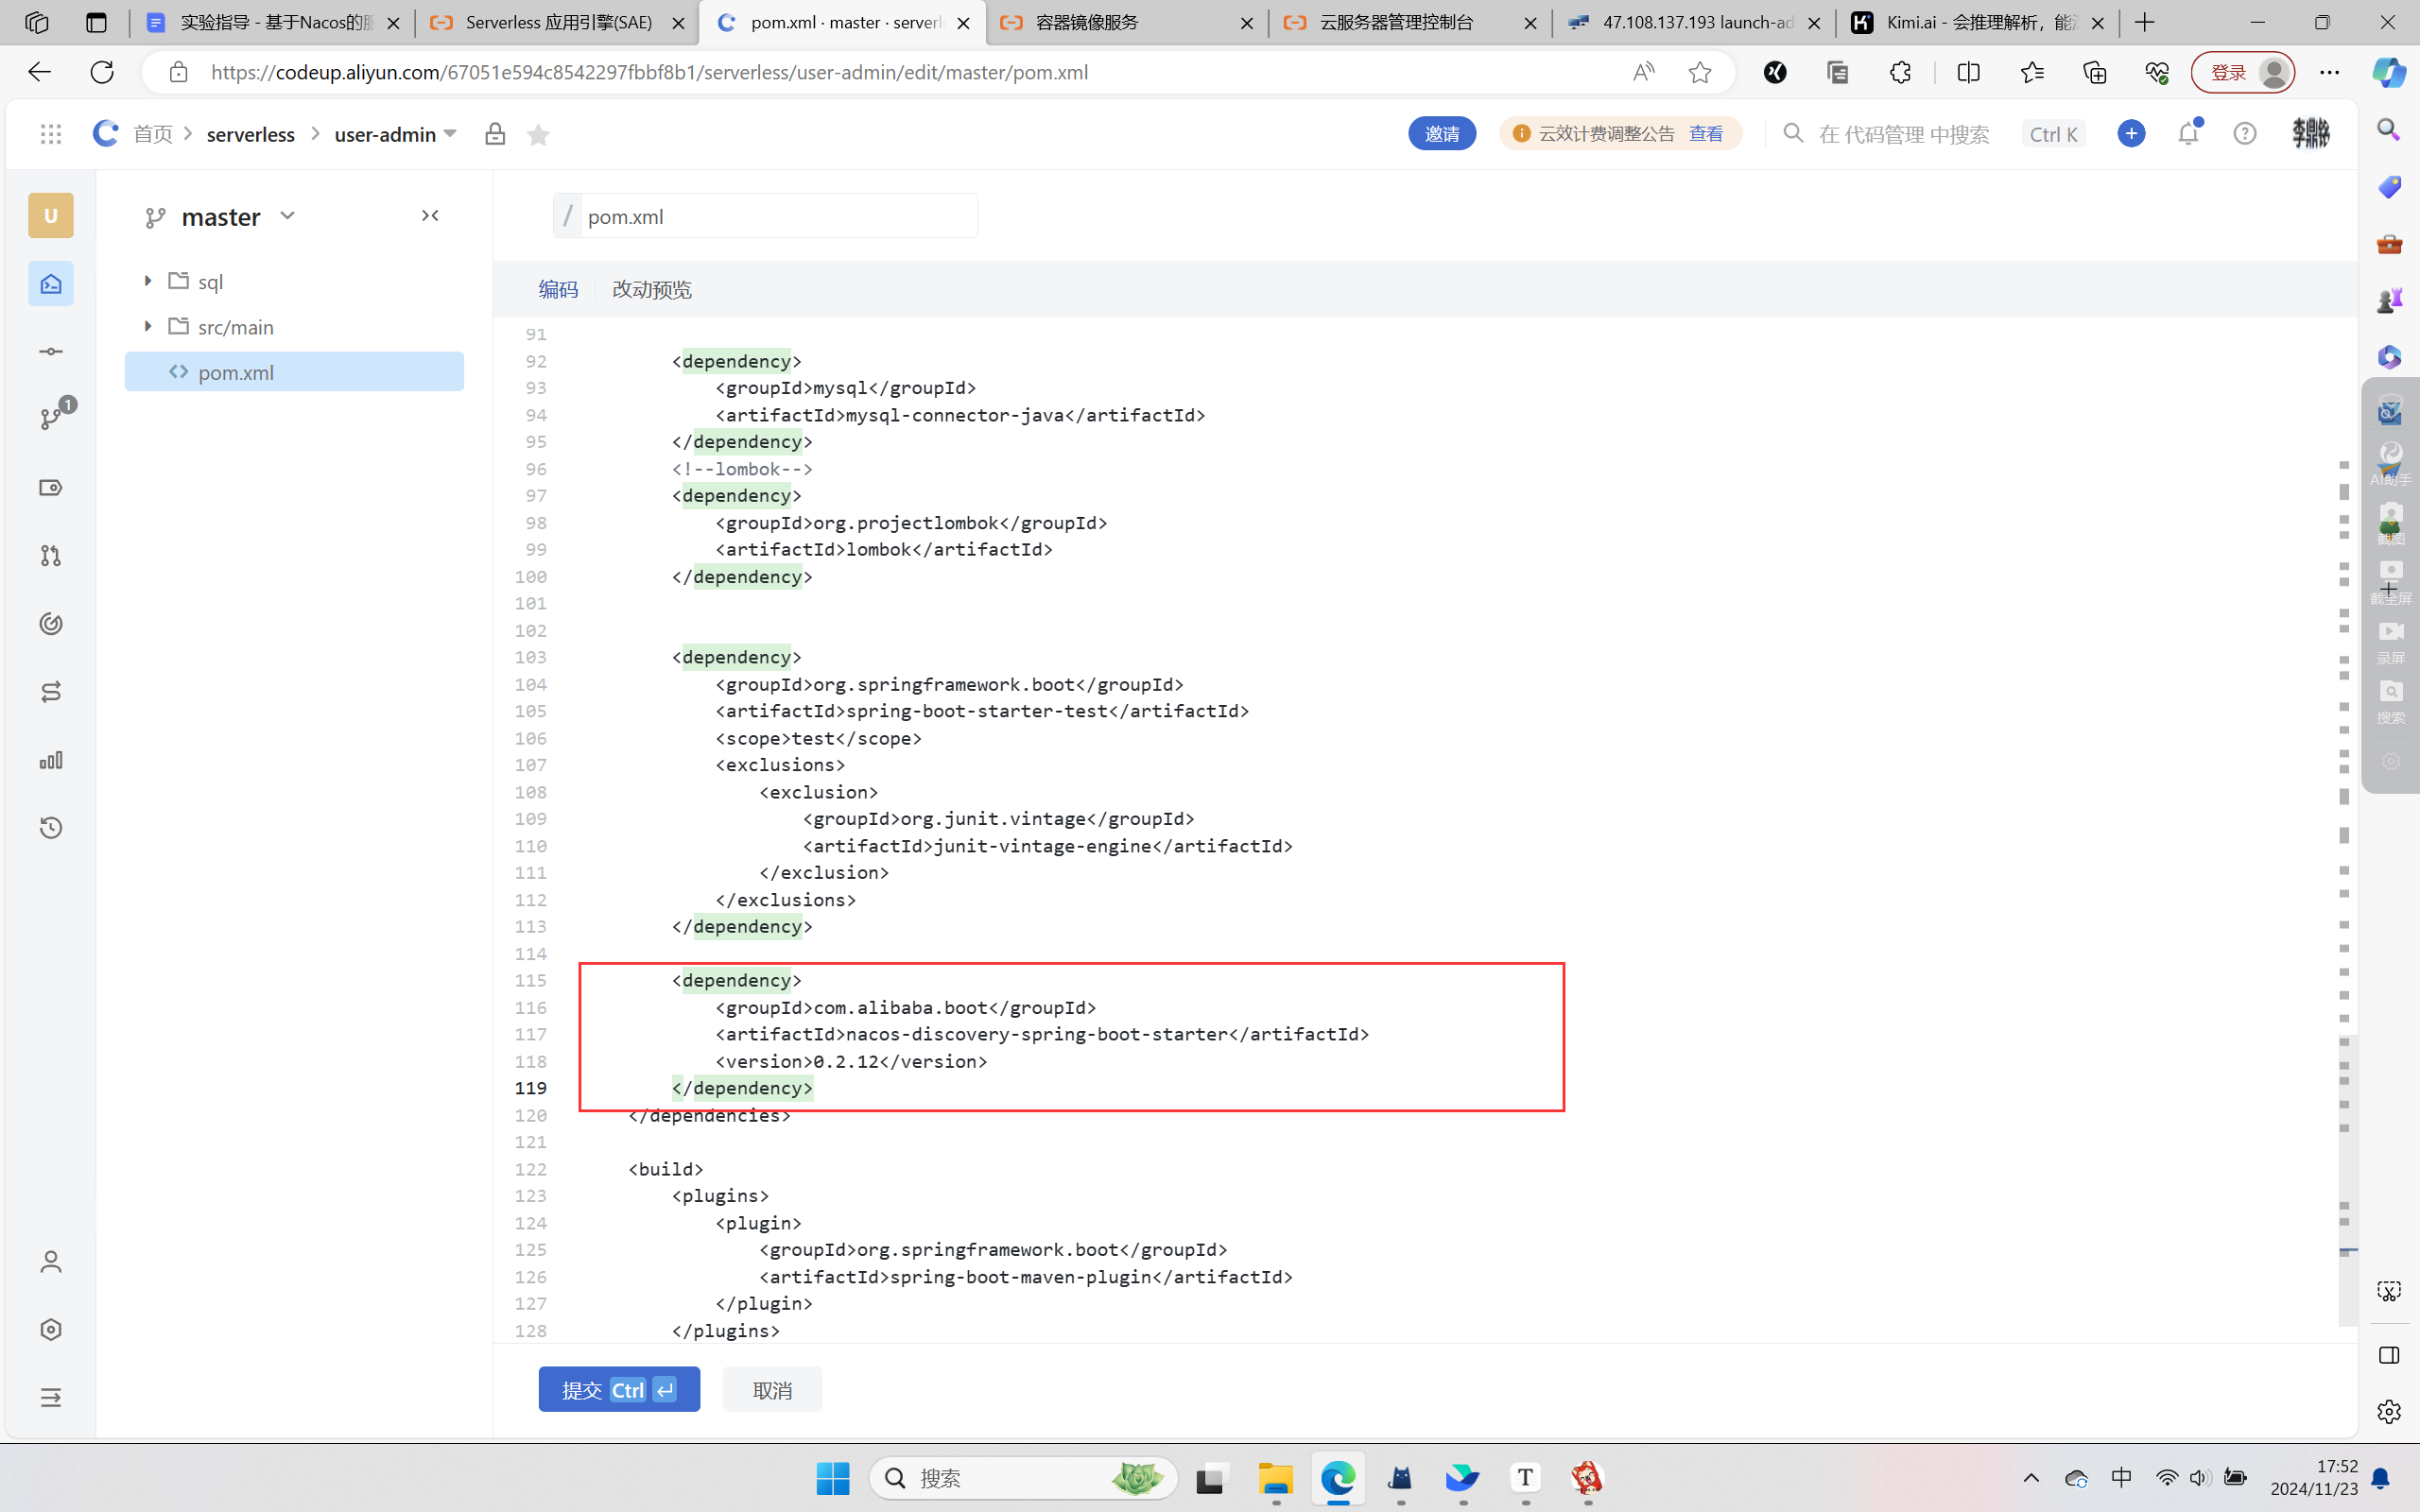 实验指导 - 基于Nacos的服
Serverless 应用引擎(SAE)
pom.xml · master · serverl
容器镜像服务
云服务器管理控制台
47.108.137.193 launch-ad
Kimi.ai - 会推理解析，能深
https://codeup.aliyun.com/67051e594c8542297fbbf8b1/serverless/user-admin/edit/master/pom.xml
登录
首页 > serverless > user-admin
邀请
云效计费调整公告 查看
在 代码管理 中搜索 Ctrl K
李鼎铭
U
master
/ pom.xml
sql
src/main
pom.xml
1
编码 改动预览
91
92 <dependency>
93 <groupId>mysql</groupId>
94 <artifactId>mysql-connector-java</artifactId>
95 </dependency>
96 <!--lombok-->
97 <dependency>
98 <groupId>org.projectlombok</groupId>
99 <artifactId>lombok</artifactId>
100 </dependency>
101
102
103 <dependency>
104 <groupId>org.springframework.boot</groupId>
105 <artifactId>spring-boot-starter-test</artifactId>
106 <scope>test</scope>
107 <exclusions>
108 <exclusion>
109 <groupId>org.junit.vintage</groupId>
110 <artifactId>junit-vintage-engine</artifactId>
111 </exclusion>
112 </exclusions>
113 </dependency>
114
115 <dependency>
116 <groupId>com.alibaba.boot</groupId>
117 <artifactId>nacos-discovery-spring-boot-starter</artifactId>
118 <version>0.2.12</version>
119 </dependency>
120 </dependencies>
121
122 <build>
123 <plugins>
124 <plugin>
125 <groupId>org.springframework.boot</groupId>
126 <artifactId>spring-boot-maven-plugin</artifactId>
127 </plugin>
128 </plugins>
提交 Ctrl ↵
取消
AI助手
截图
截全屏
录屏
搜索
搜索
T
中
17:52
2024/11/23